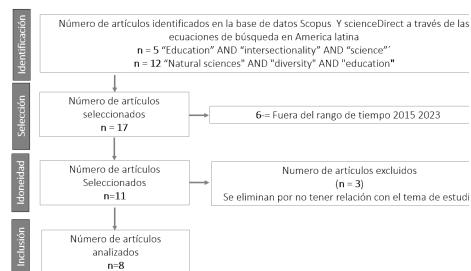 Identificación
Número de artículos identificados en la base de datos Scopus Y scienceDirect a través de las
ecuaciones de búsqueda en America latina
n = 5 "Education" AND "intersectionality" AND "science"´
n = 12 "Natural sciences" AND "diversity" AND "education"
Selección
Número de artículos
seleccionados
n = 17
6-= Fuera del rango de tiempo 2015 2023
Idoneidad
Número de artículos
Seleccionados
n=11
Numero de artículos excluidos
(n = 3)
Se eliminan por no tener relación con el tema de estudi
Inclusión
Número de artículos
analizados
n=8